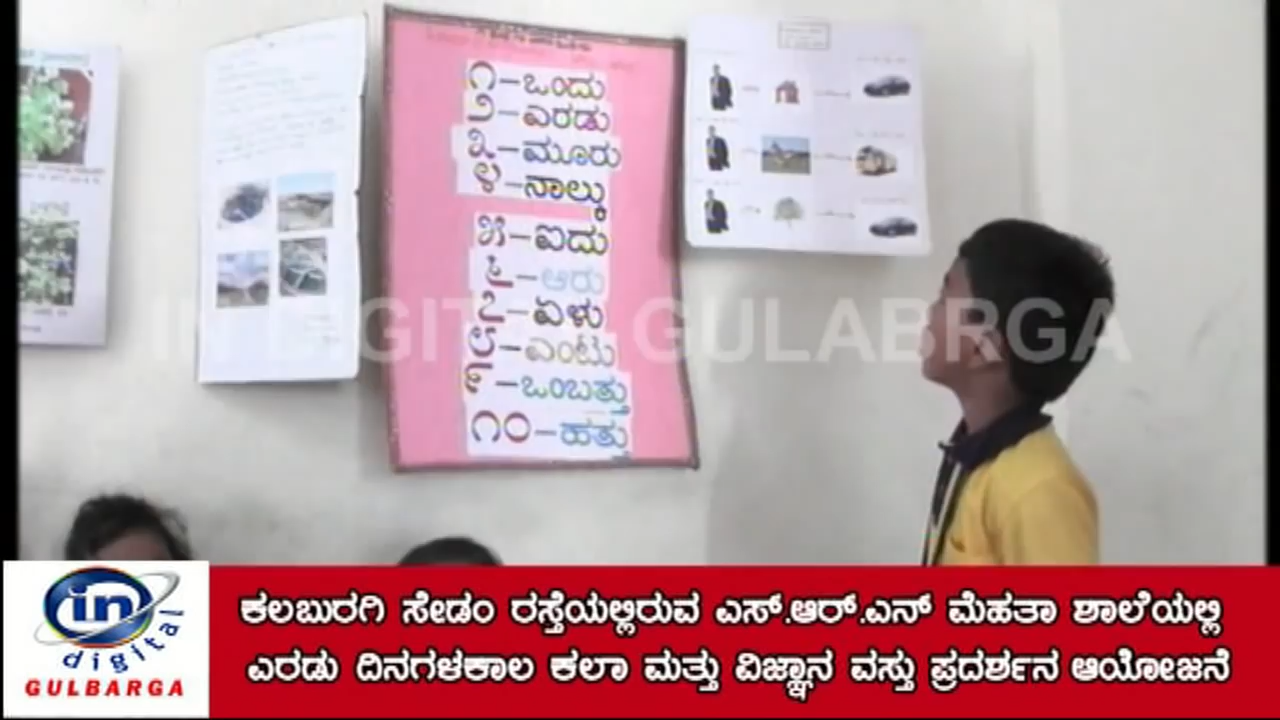 ೧-ಒಂದು
೨-ಎರಡು
೩-ಮೂರು
೪-ನಾಲ್ಕು
೫-ಐದು
೬-ಆರು
೭-ಏಳು
೮-ಎಂಟು
೯-ಒಂಬತ್ತು
೧೦-ಹತ್ತು
IN DIGITAL GULABRGA
in
digital
GULBARGA
ಕಲಬುರಗಿ ಸೇಡಂ ರಸ್ತೆಯಲ್ಲಿರುವ ಎಸ್.ಆರ್.ಎನ್ ಮೆಹತಾ ಶಾಲೆಯಲ್ಲಿ
ಎರಡು ದಿನಗಳಕಾಲ ಕಲಾ ಮತ್ತು ವಿಜ್ಞಾನ ವಸ್ತು ಪ್ರದರ್ಶನ ಆಯೋಜನೆ